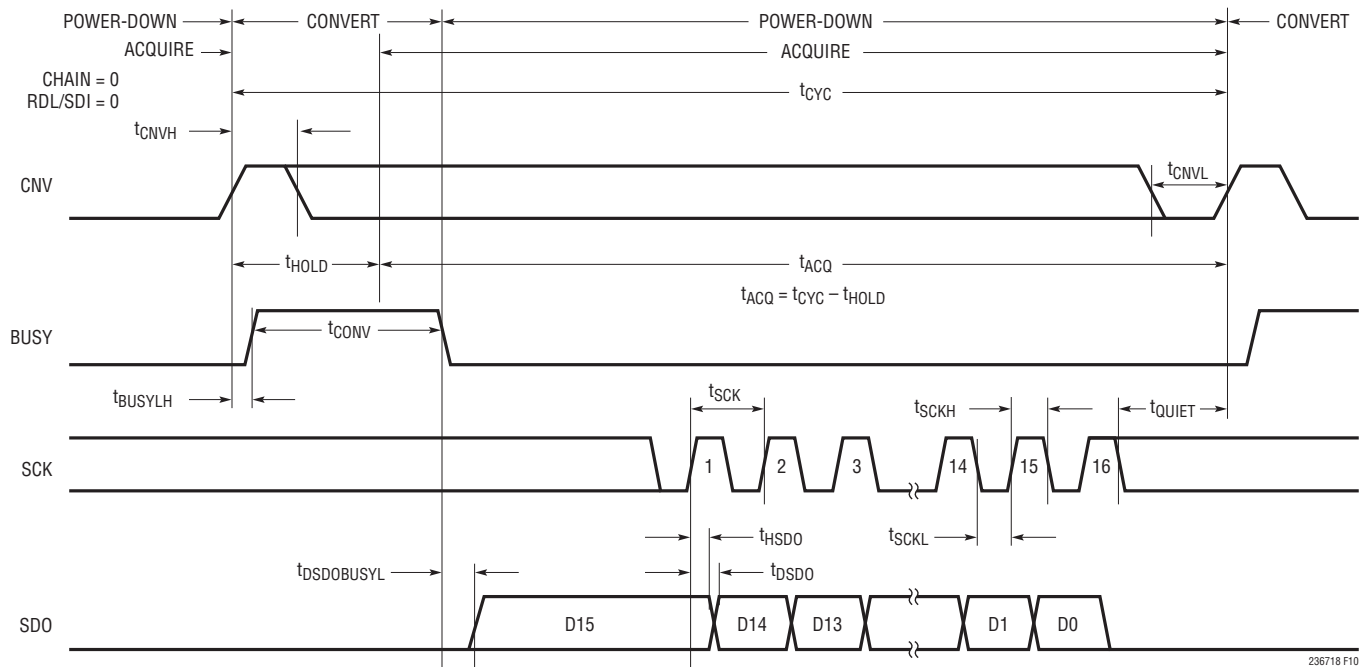 POWER-DOWN CONVERT POWER-DOWN CONVERT
ACQUIRE ACQUIRE
CHAIN = 0
RDL/SDI = 0
tCYC
tCNVH
CNV
tCNVL
tHOLD tACQ
tACQ = tCYC – tHOLD
BUSY
tCONV
tBUSYLH
tSCK
tSCKH
tQUIET
SCK
1 2 3 14 15 16
tHSDO
tSCKL
tDSDOBUSYL
tDSDO
SDO
D15 D14 D13 D1 D0
236718 F10